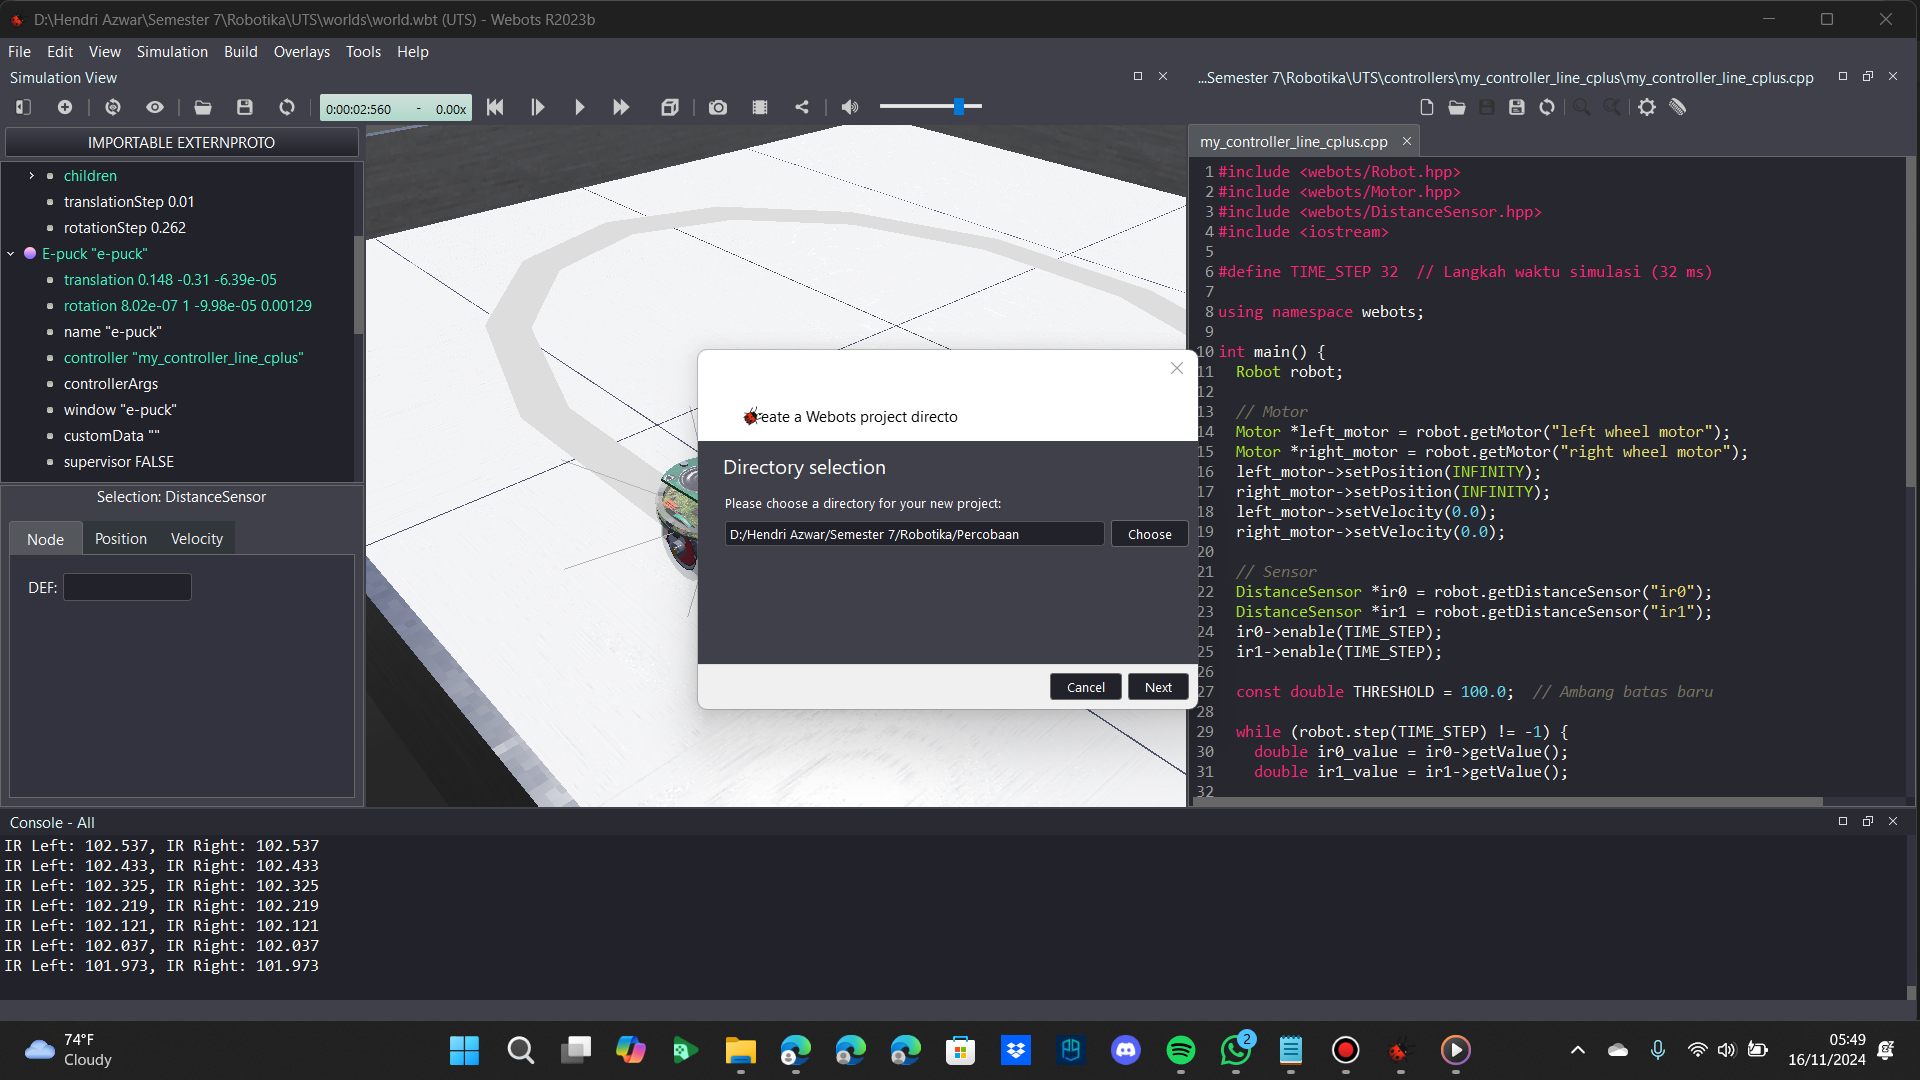 D:\Hendri Azwar\Semester 7\Robotika\UTS\worlds\world.wbt (UTS) - Webots R2023b
File Edit View Simulation Build Overlays Tools Help
Simulation View
0:00:02:560 - 0.00x
IMPORTABLE EXTERNPROTO
children
translationStep 0.01
rotationStep 0.262
E-puck "e-puck"
translation 0.148 -0.31 -6.39e-05
rotation 8.02e-07 1 -9.98e-05 0.00129
name "e-puck"
controller "my_controller_line_cplus"
controllerArgs
window "e-puck"
customData ""
supervisor FALSE
Selection: DistanceSensor
Node Position Velocity
DEF:
eate a Webots project directo
Directory selection
Please choose a directory for your new project:
D:/Hendri Azwar/Semester 7/Robotika/Percobaan
Choose
Cancel Next
...Semester 7\Robotika\UTS\controllers\my_controller_line_cplus\my_controller_line_cplus.cpp
my_controller_line_cplus.cpp
1 #include <webots/Robot.hpp>
2 #include <webots/Motor.hpp>
3 #include <webots/DistanceSensor.hpp>
4 #include <iostream>
5
6 #define TIME_STEP 32  // Langkah waktu simulasi (32 ms)
7
8 using namespace webots;
9
10 int main() {
11 Robot robot;
12
13 // Motor
14 Motor *left_motor = robot.getMotor("left wheel motor");
15 Motor *right_motor = robot.getMotor("right wheel motor");
16 left_motor->setPosition(INFINITY);
17 right_motor->setPosition(INFINITY);
18 left_motor->setVelocity(0.0);
19 right_motor->setVelocity(0.0);
20
21 // Sensor
22 DistanceSensor *ir0 = robot.getDistanceSensor("ir0");
23 DistanceSensor *ir1 = robot.getDistanceSensor("ir1");
24 ir0->enable(TIME_STEP);
25 ir1->enable(TIME_STEP);
26
27 const double THRESHOLD = 100.0;  // Ambang batas baru
28
29 while (robot.step(TIME_STEP) != -1) {
30 double ir0_value = ir0->getValue();
31 double ir1_value = ir1->getValue();
32
Console - All
IR Left: 102.537, IR Right: 102.537
IR Left: 102.433, IR Right: 102.433
IR Left: 102.325, IR Right: 102.325
IR Left: 102.219, IR Right: 102.219
IR Left: 102.121, IR Right: 102.121
IR Left: 102.037, IR Right: 102.037
IR Left: 101.973, IR Right: 101.973
74°F
Cloudy
2
05:49
16/11/2024